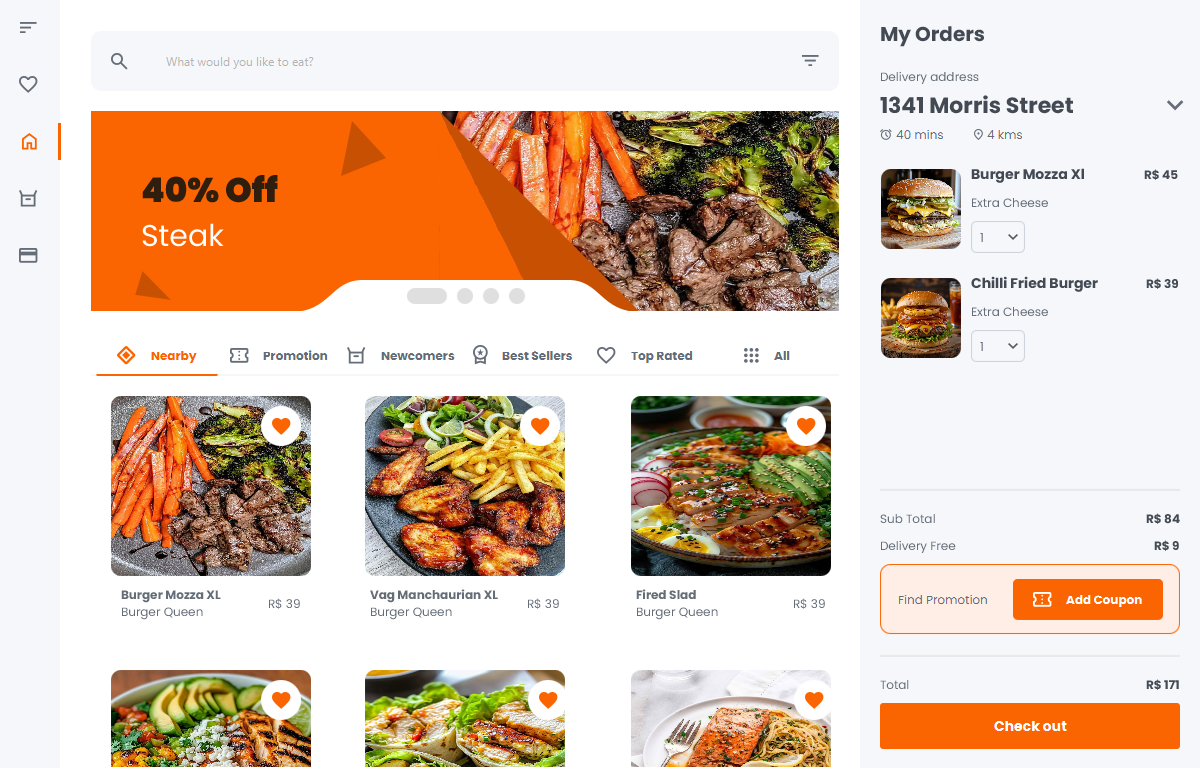 What would you like to eat?
40% Off
Steak
Nearby
Promotion
Newcomers
Best Sellers
Top Rated
All
Burger Mozza XL
Burger Queen
R$ 39
Vag Manchaurian XL
Burger Queen
R$ 39
Fired Slad
Burger Queen
R$ 39
My Orders
Delivery address
1341 Morris Street
40 mins
4 kms
Burger Mozza Xl
R$ 45
Extra Cheese
1
Chilli Fried Burger
R$ 39
Extra Cheese
1
Sub Total
R$ 84
Delivery Free
R$ 9
Find Promotion
Add Coupon
Total
R$ 171
Check out